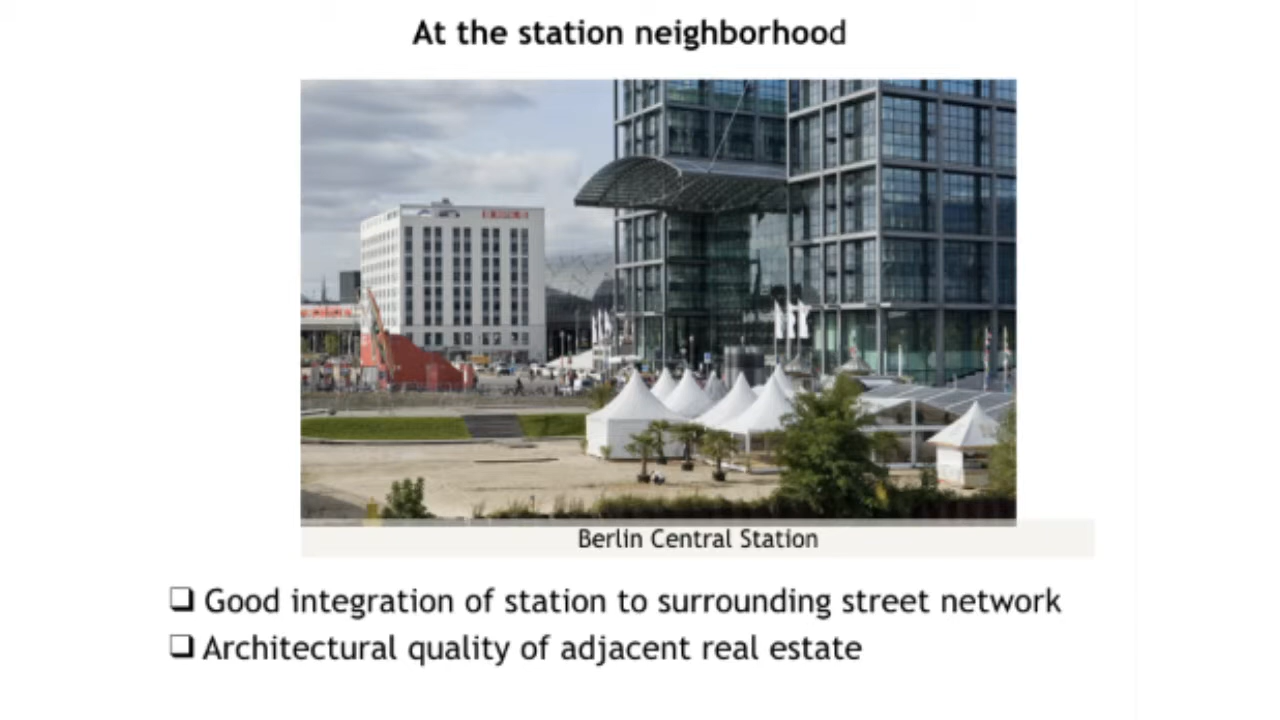 At the station neighborhood
Berlin Central Station
❑ Good integration of station to surrounding street network
❑ Architectural quality of adjacent real estate